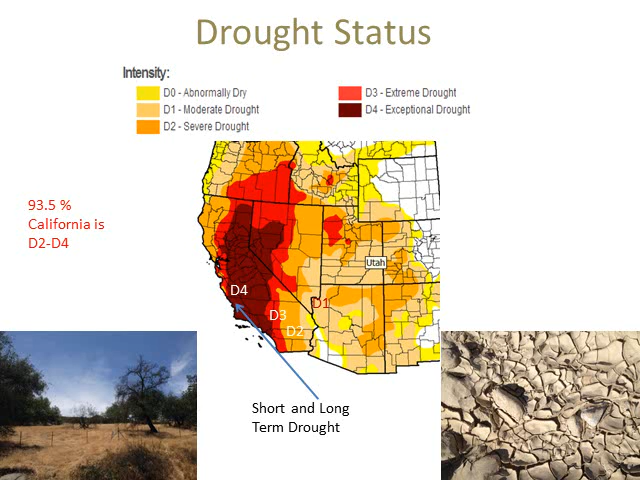 Drought Status
Intensity:
D0 - Abnormally Dry
D1 - Moderate Drought
D2 - Severe Drought
D3 - Extreme Drought
D4 - Exceptional Drought
93.5 %
California is
D2-D4
Utah
D4
D1
D3
D2
Short and Long
Term Drought